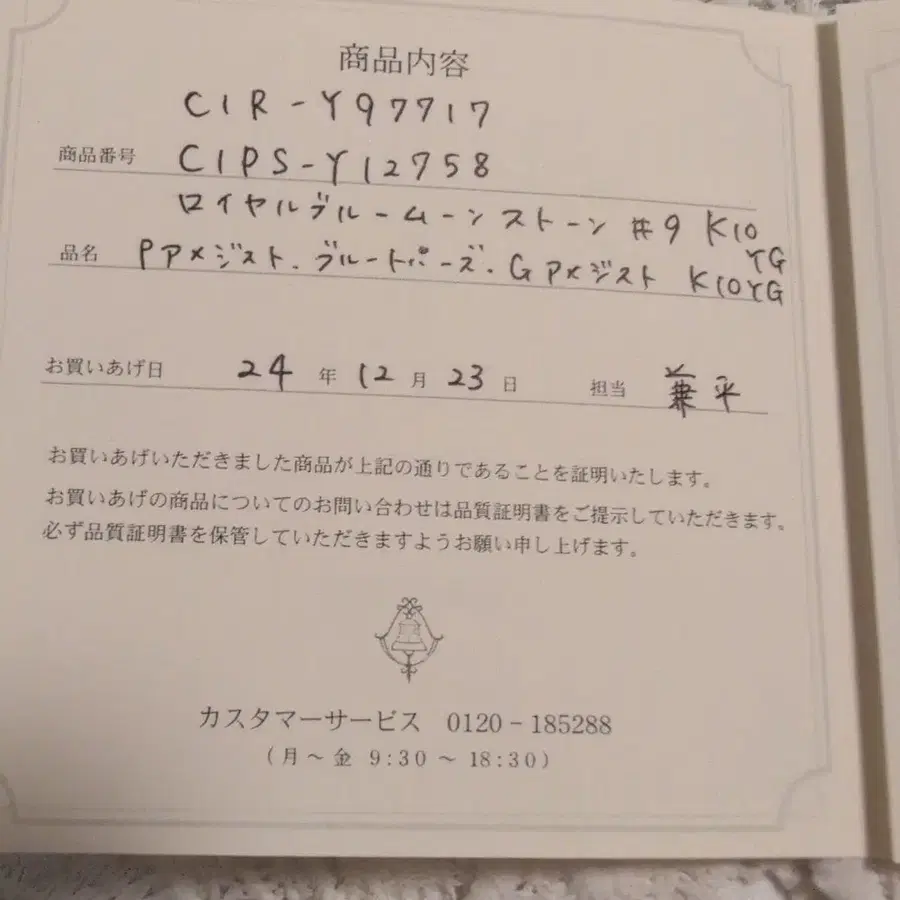 商品内容
CIR-Y97717
商品番号 CIPS-Y12758
ロイヤルブルームーンストーン #9 K10
YG
品名 Pアメジスト.ブルートパーズ.Gアメジスト K10YG
お買いあげ日 24年12月23日 担当 兼平
お買いあげいただきました商品が上記の通りであることを証明いたします。
お買いあげの商品についてのお問い合わせは品質証明書をご提示していただきます。
必ず品質証明書を保管していただきますようお願い申し上げます。
カスタマーサービス 0120-185288
(月〜金 9:30〜18:30)